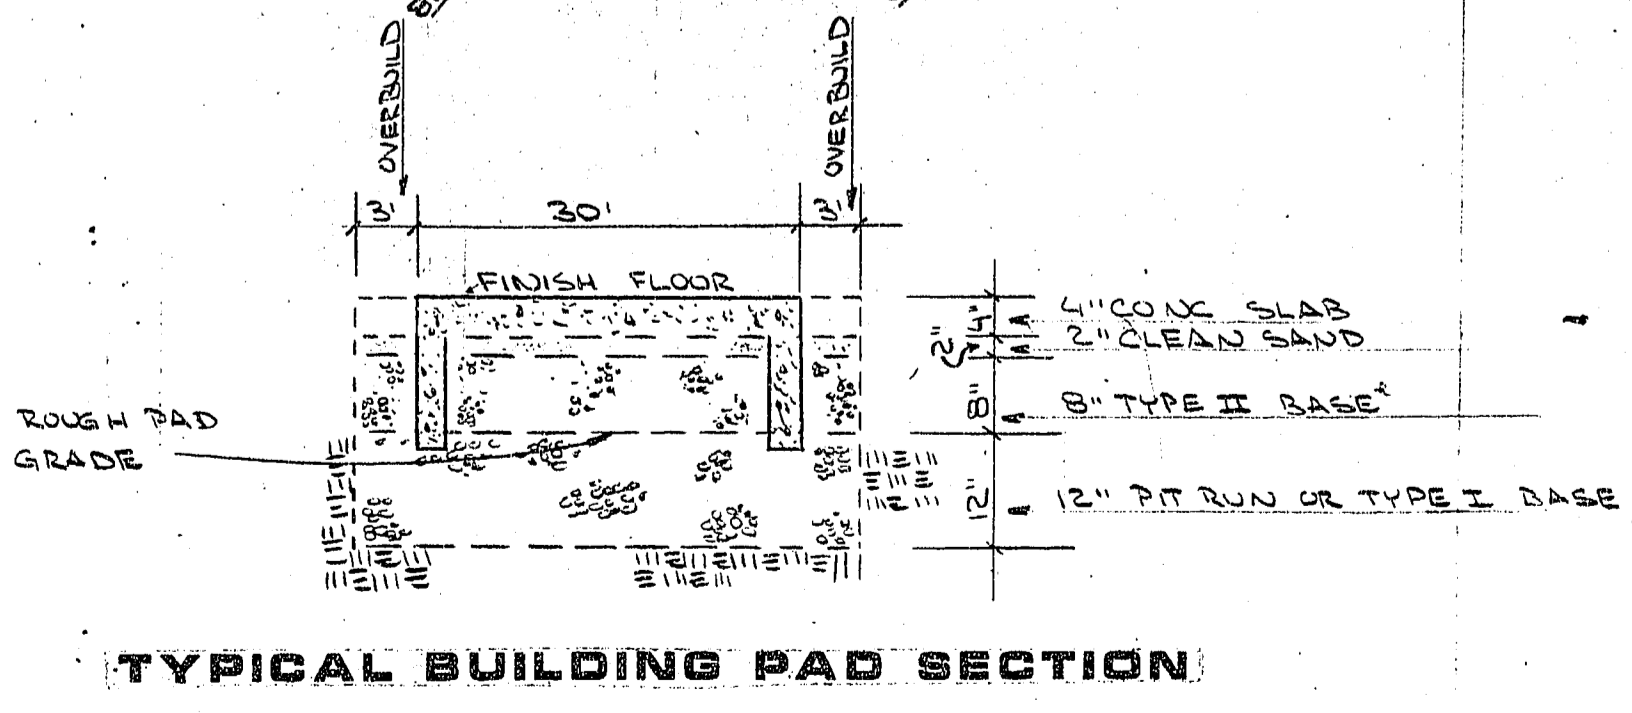 OVERBUILD
OVERBUILD
3'
30'
3'
FINISH FLOOR
4"
4" CONC SLAB
2"
2" CLEAN SAND
8"
8" TYPE II BASE*
ROUGH PAD
GRADE
12"
12" PIT RUN OR TYPE I BASE
TYPICAL BUILDING PAD SECTION